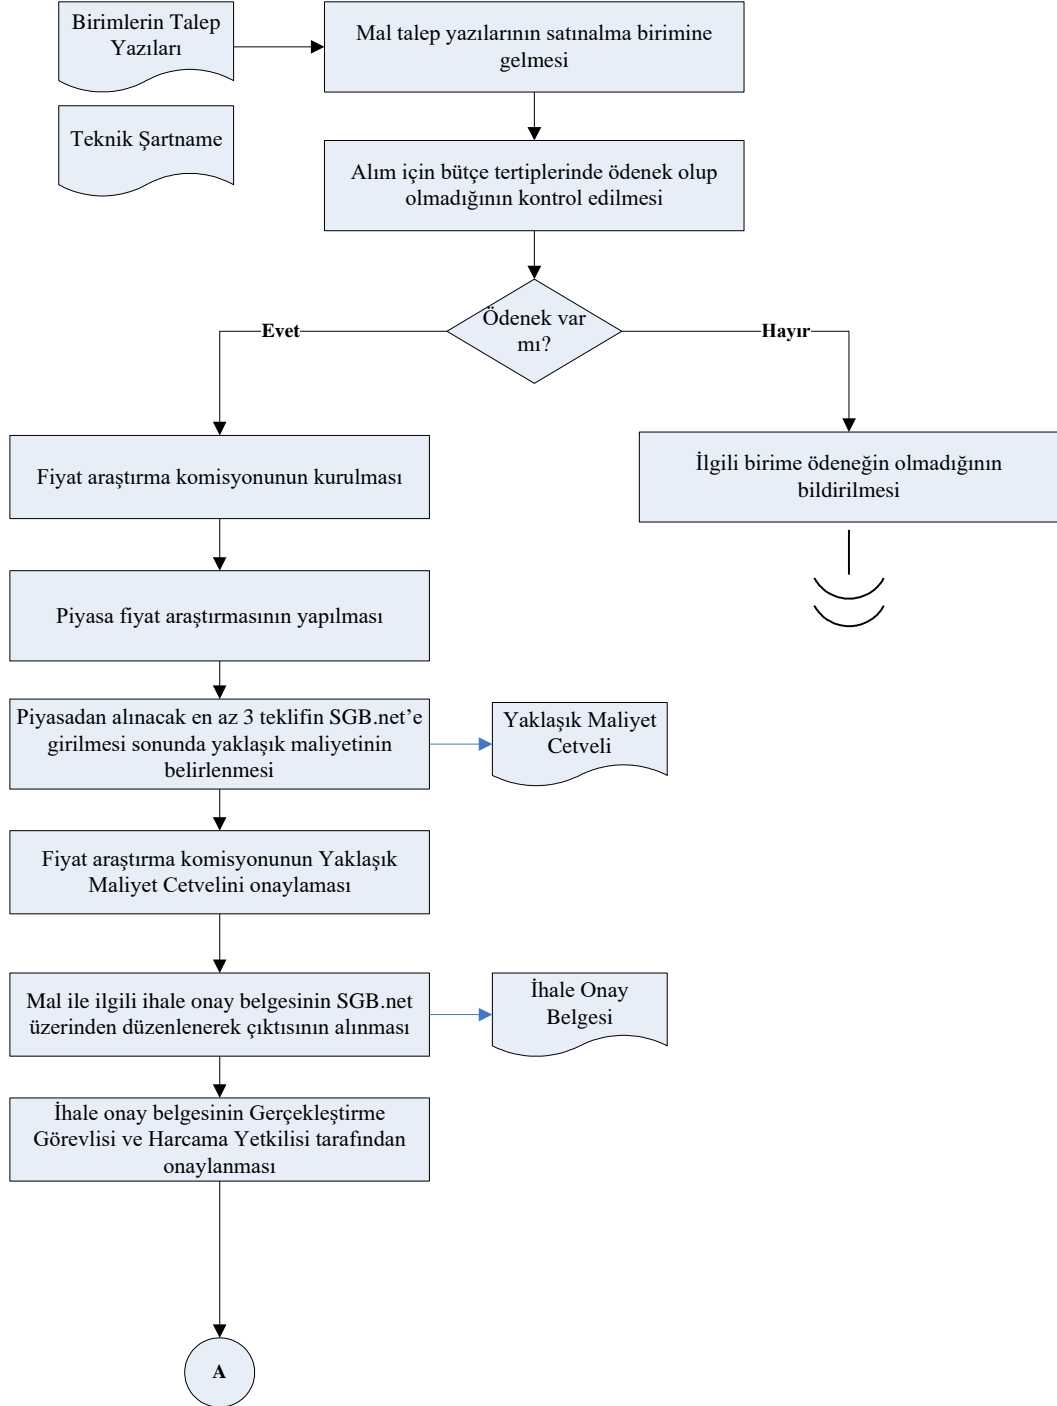 Birimlerin Talep
Yazıları
Mal talep yazılarının satınalma birimine
gelmesi
Teknik Şartname
Alım için bütçe tertiplerinde ödenek olup
olmadığının kontrol edilmesi
Ödenek var
mı?
Evet
Hayır
Fiyat araştırma komisyonunun kurulması
İlgili birime ödeneğin olmadığının
bildirilmesi
Piyasa fiyat araştırmasının yapılması
Piyasadan alınacak en az 3 teklifin SGB.net’e
girilmesi sonunda yaklaşık maliyetinin
belirlenmesi
Yaklaşık Maliyet
Cetveli
Fiyat araştırma komisyonunun Yaklaşık
Maliyet Cetvelini onaylaması
Mal ile ilgili ihale onay belgesinin SGB.net
üzerinden düzenlenerek çıktısının alınması
İhale Onay
Belgesi
İhale onay belgesinin Gerçekleştirme
Görevlisi ve Harcama Yetkilisi tarafından
onaylanması
A